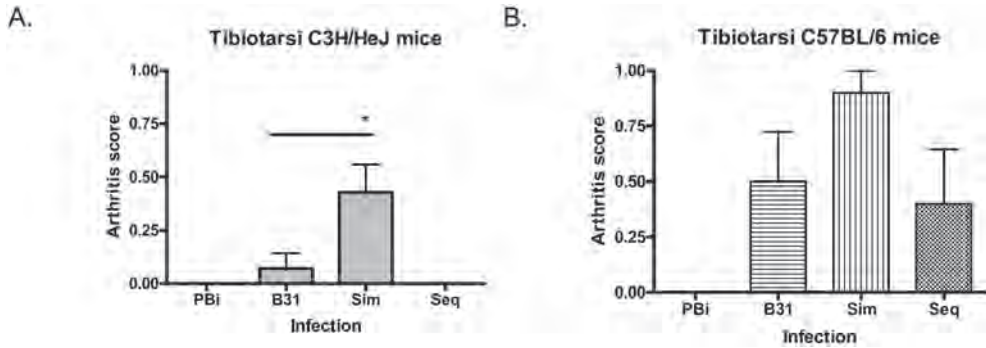 A.
Tibiotarsi C3H/HeJ mice
Arthritis score
1.00
0.75
0.50
0.25
0.00
*
PBi B31 Sim Seq
Infection
B.
Tibiotarsi C57BL/6 mice
Arthritis score
1.00
0.75
0.50
0.25
0.00
PBi B31 Sim Seq
Infection